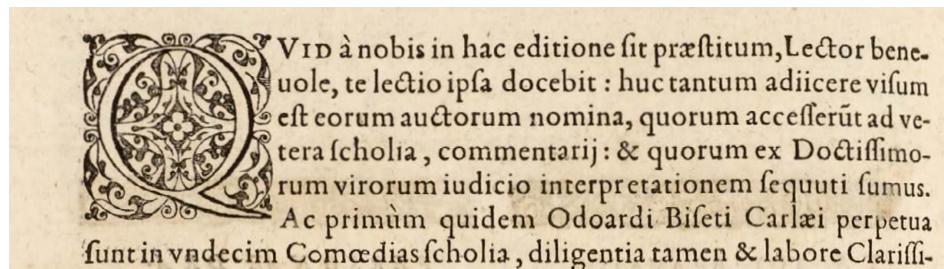 QVID à nobis in hac editione ſit præſtitum, Lector bene-
uole, te lectio ipſa docebit : huc tantum adiicere viſum
eſt eorum auctorum nomina, quorum acceſſerūt ad ve-
tera ſcholia, commentarij: & quorum ex Doctiſſimo-
rum virorum iudicio interpretationem ſequuti ſumus.
Ac primùm quidem Odoardi Biſeti Carlæi perpetua
ſunt in vndecim Comœdias ſcholia, diligentia tamen & labore Clariſſi-